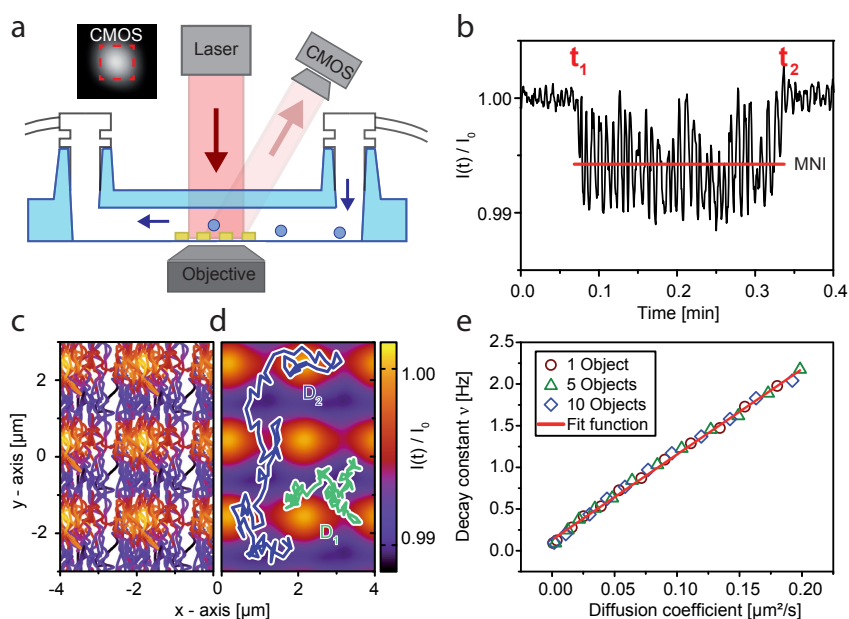 a
CMOS
Laser
CMOS
Objective
b
t1
t2
MNI
I(t) / I0
1.00
0.99
0.0
0.1
0.2
0.3
0.4
Time [min]
c
d
D2
D1
y - axis [µm]
2
0
-2
-4
-2
0
2
4
x - axis [µm]
1.00
0.99
I(t) / I0
e
1 Object
5 Objects
10 Objects
Fit function
Decay constant ν [Hz]
2.5
2.0
1.5
1.0
0.5
0.0
0.00
0.05
0.10
0.15
0.20
Diffusion coefficient [µm²/s]